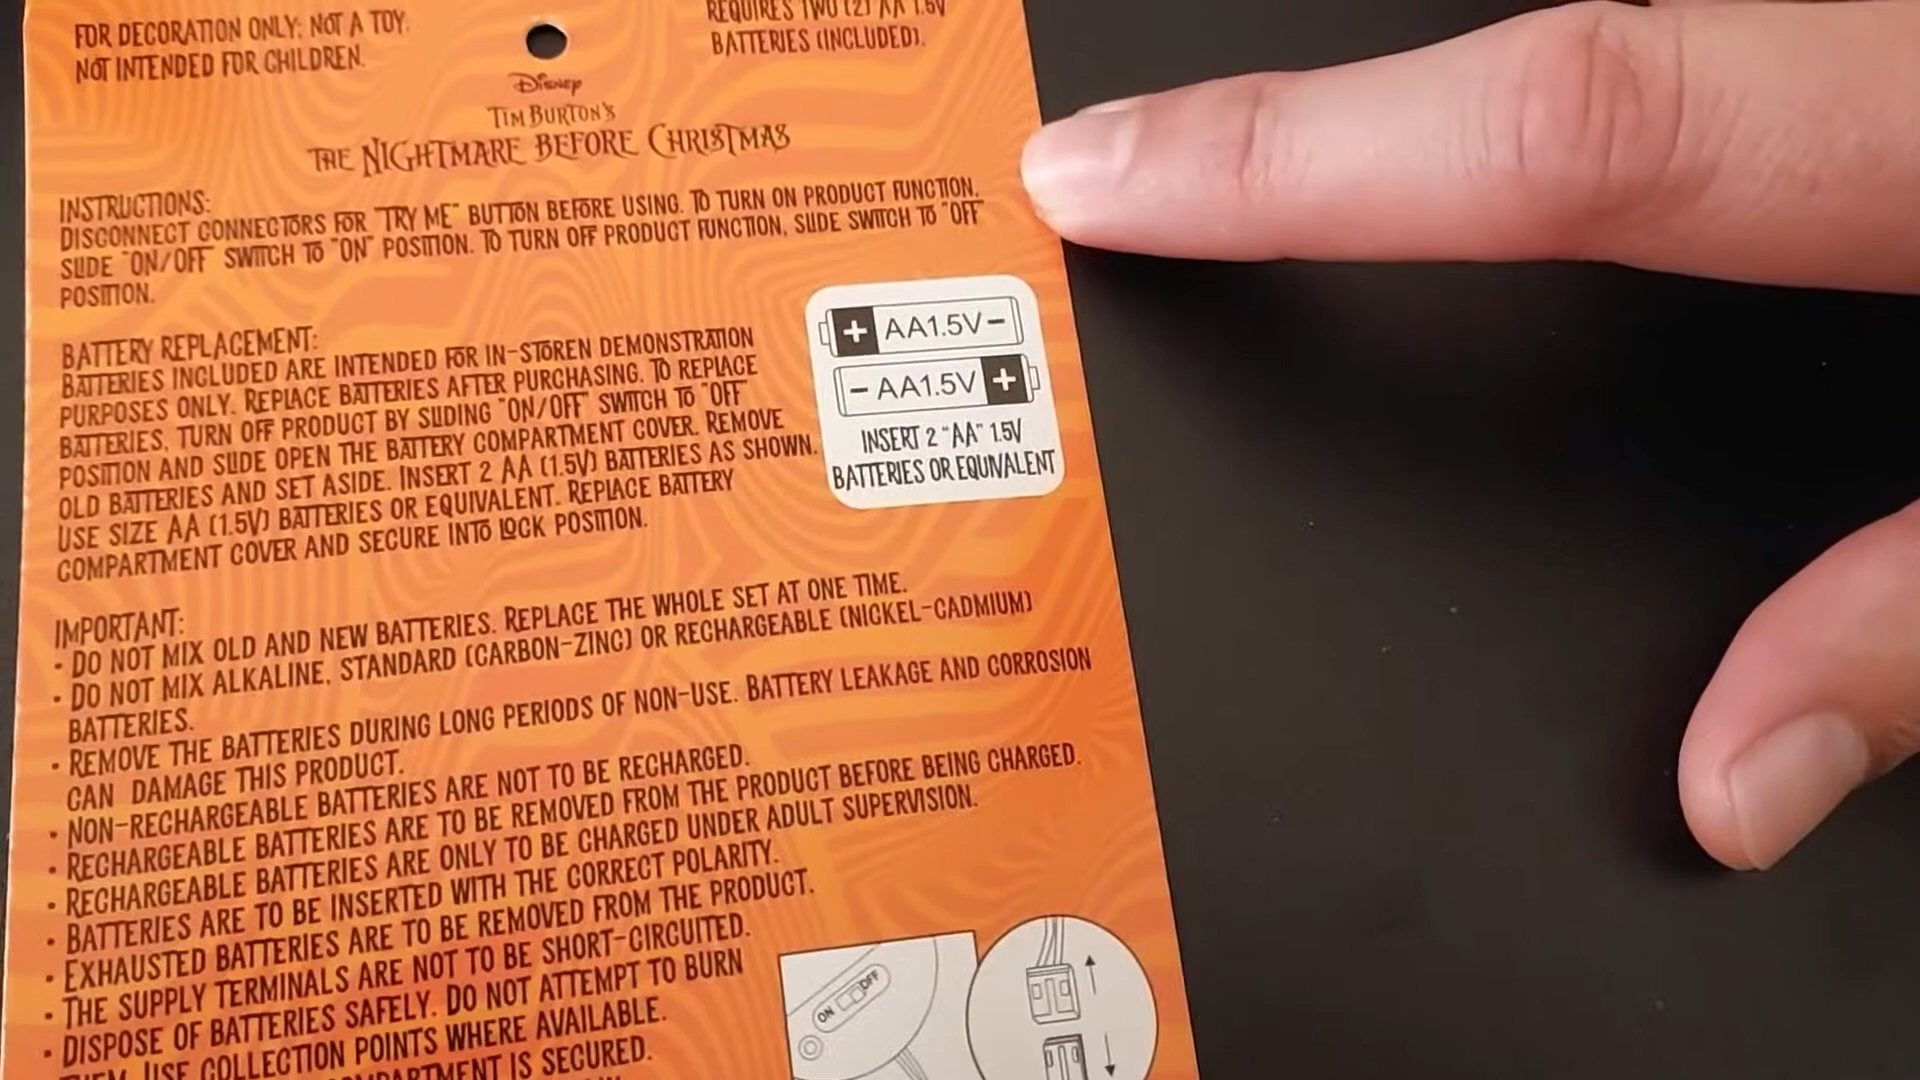 FOR DECORATION ONLY: NOT A TOY.
NOT INTENDED FOR CHILDREN.
REQUIRES TWO (2) AA 1.5V
BATTERIES (INCLUDED).
Disney
TIM BURTON'S
THE NIGHTMARE BEFORE CHRISTMAS
INSTRUCTIONS:
DISCONNECT CONNECTORS FOR "TRY ME" BUTTON BEFORE USING. TO TURN ON PRODUCT FUNCTION,
SLIDE "ON/OFF" SWITCH TO "ON" POSITION. TO TURN OFF PRODUCT FUNCTION, SLIDE SWITCH TO "OFF"
POSITION.
BATTERY REPLACEMENT:
BATTERIES INCLUDED ARE INTENDED FOR IN-STOREN DEMONSTRATION
PURPOSES ONLY. REPLACE BATTERIES AFTER PURCHASING. TO REPLACE
BATTERIES, TURN OFF PRODUCT BY SLIDING "ON/OFF" SWITCH TO "OFF"
POSITION AND SLIDE OPEN THE BATTERY COMPARTMENT COVER. REMOVE
OLD BATTERIES AND SET ASIDE. INSERT 2 AA (1.5V) BATTERIES AS SHOWN.
USE SIZE AA (1.5V) BATTERIES OR EQUIVALENT. REPLACE BATTERY
COMPARTMENT COVER AND SECURE INTO LOCK POSITION.
+ AA1.5V -
- AA1.5V +
INSERT 2 "AA" 1.5V
BATTERIES OR EQUNALENT
IMPORTANT:
• DO NOT MIX OLD AND NEW BATTERIES. REPLACE THE WHOLE SET AT ONE TIME.
• DO NOT MIX ALKALINE, STANDARD (CARBON-ZINC) OR RECHARGEABLE (NICKEL-CADMIUM)
BATTERIES.
• REMOVE THE BATTERIES DURING LONG PERIODS OF NON-USE. BATTERY LEAKAGE AND CORROSION
CAN DAMAGE THIS PRODUCT.
• NON-RECHARGEABLE BATTERIES ARE NOT TO BE RECHARGED.
• RECHARGEABLE BATTERIES ARE TO BE REMOVED FROM THE PRODUCT BEFORE BEING CHARGED.
• RECHARGEABLE BATTERIES ARE ONLY TO BE CHARGED UNDER ADULT SUPERVISION.
• BATTERIES ARE TO BE INSERTED WITH THE CORRECT POLARITY.
• EXHAUSTED BATTERIES ARE TO BE REMOVED FROM THE PRODUCT.
• THE SUPPLY TERMINALS ARE NOT TO BE SHORT-CIRCUITED.
• DISPOSE OF BATTERIES SAFELY. DO NOT ATTEMPT TO BURN
THEM. USE COLLECTION POINTS WHERE AVAILABLE.
COMPARTMENT IS SECURED.
ON OFF